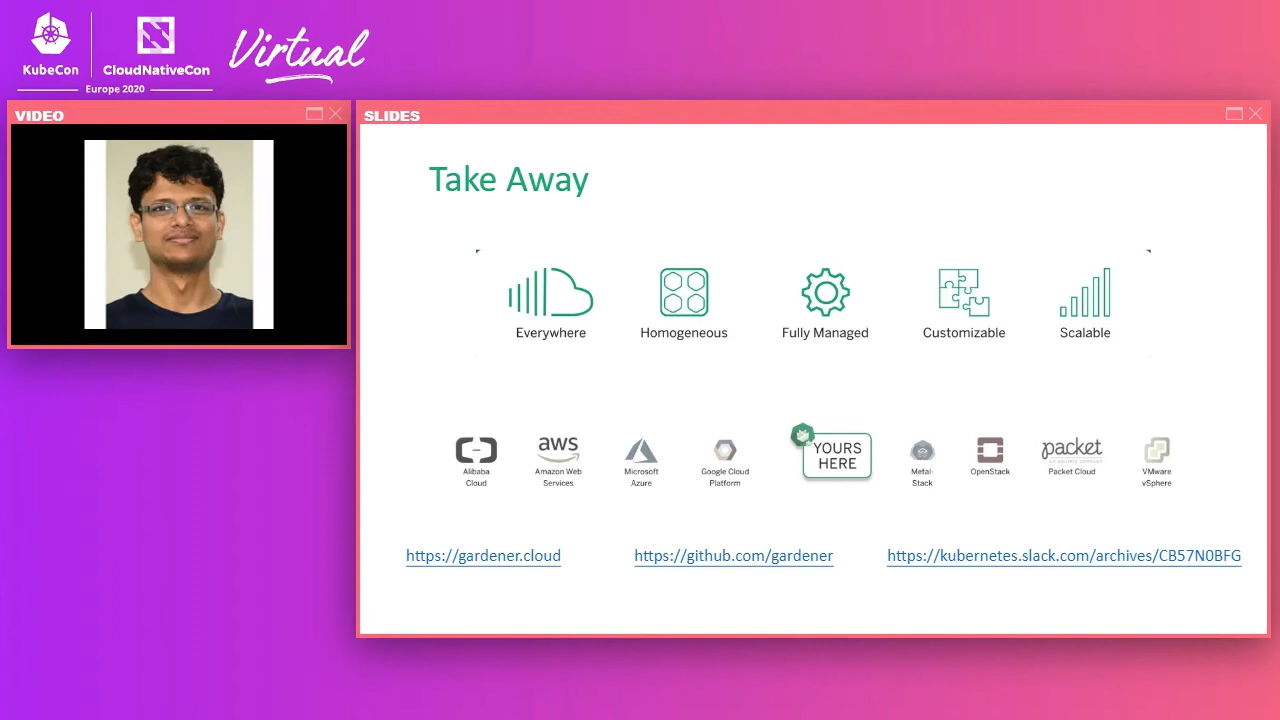 KubeCon
CloudNativeCon
Europe 2020
Virtual
VIDEO
SLIDES
Take Away
Everywhere
Homogeneous
Fully Managed
Customizable
Scalable
aws
YOURS
HERE
packet
Alibaba
Cloud
Amazon Web
Services
Microsoft
Azure
Google Cloud
Platform
Metal-
Stack
OpenStack
Packet Cloud
VMware
vSphere
https://gardener.cloud
https://github.com/gardener
https://kubernetes.slack.com/archives/CB57N0BFG